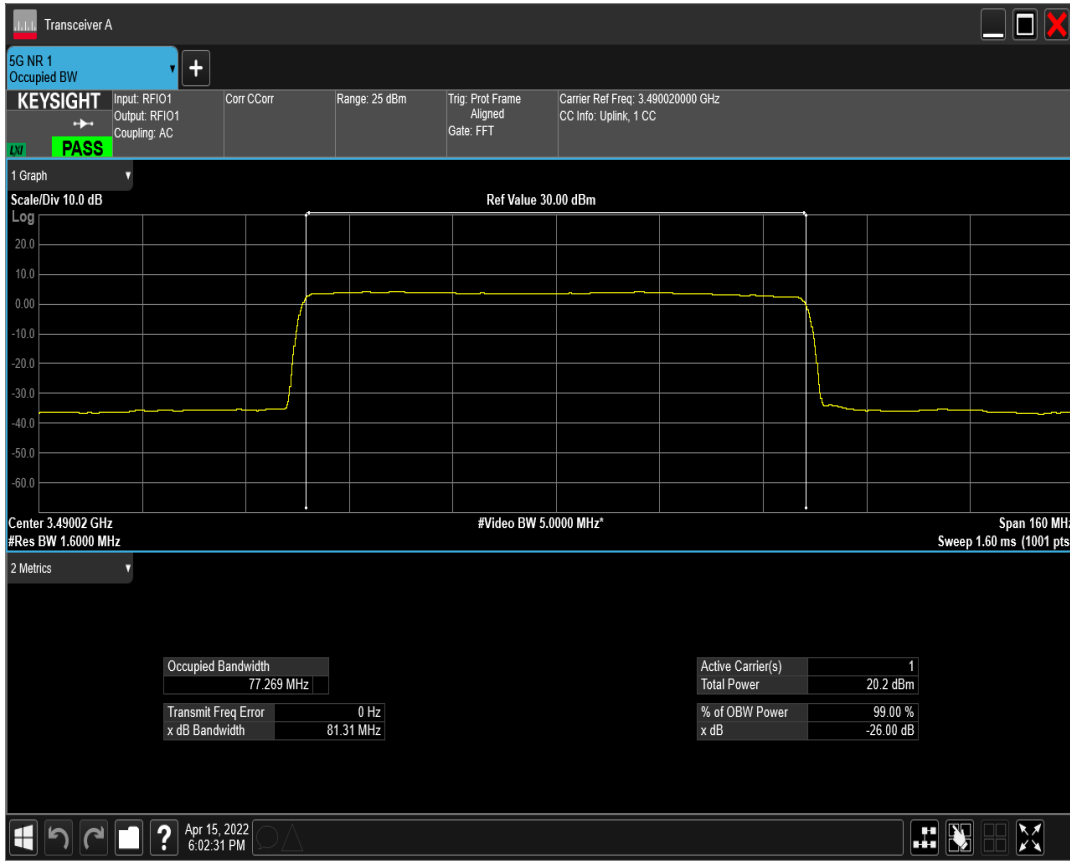 Transceiver A
5G NR 1
Occupied BW
+
KEYSIGHT
Input: RFIO1
Output: RFIO1
Coupling: AC
Corr CCorr
Range: 25 dBm
Trig: Prot Frame
Aligned
Gate: FFT
Carrier Ref Freq: 3.490020000 GHz
CC Info: Uplink, 1 CC
LXI
PASS
1 Graph
Scale/Div 10.0 dB
Ref Value 30.00 dBm
Log
20.0
10.0
0.00
-10.0
-20.0
-30.0
-40.0
-50.0
-60.0
Center 3.49002 GHz
#Video BW 5.0000 MHz*
Span 160 MHz
#Res BW 1.6000 MHz
Sweep 1.60 ms (1001 pts
2 Metrics
Occupied Bandwidth
77.269 MHz
Transmit Freq Error 0 Hz
x dB Bandwidth 81.31 MHz
Active Carrier(s) 1
Total Power 20.2 dBm
% of OBW Power 99.00 %
x dB -26.00 dB
?
Apr 15, 2022
6:02:31 PM